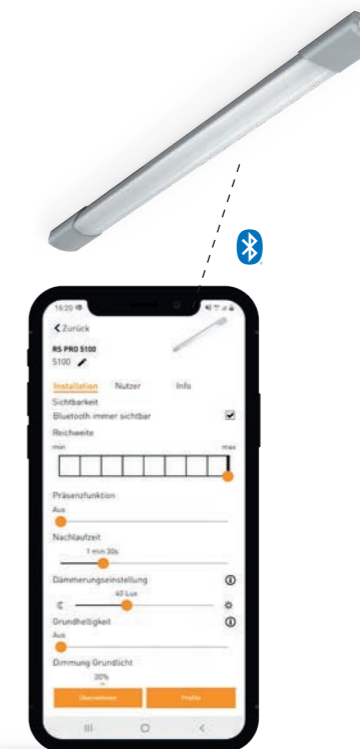 16:20
Zurück
RS PRO 5100
5100
Installation Nutzer Info
Sichtbarkeit
Bluetooth immer sichtbar
Reichweite
min max
Präsenzfunktion
Aus
Nachlaufzeit
1 min 30s
Dämmerungseinstellung
40 Lux
Grundhelligkeit
Aus
Dimmung Grundlicht
20%
Übernehmen Profile